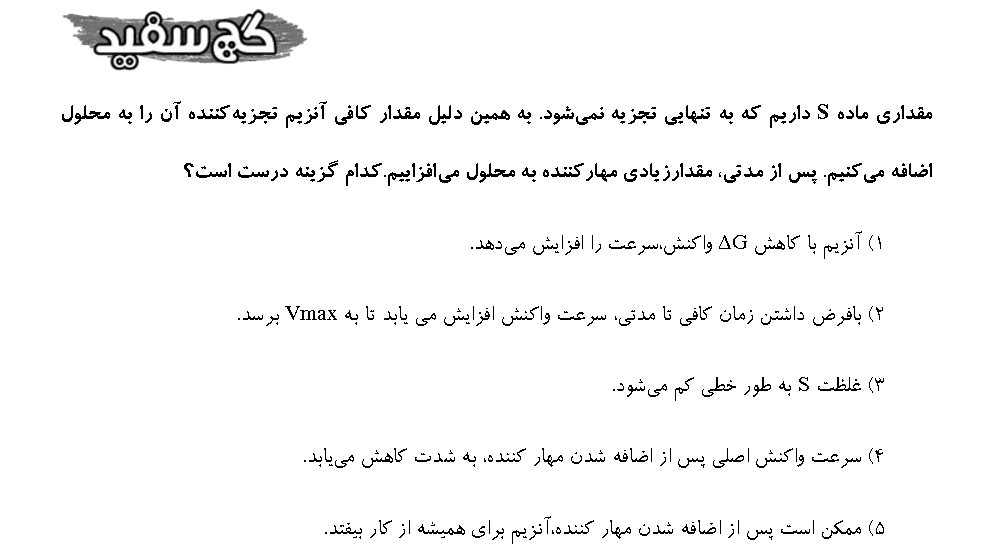 گچ سفید
مقداری ماده S داریم که به تنهایی تجزیه نمی‌شود. به همین دلیل مقدار کافی آنزیم تجزیه‌کننده آن را به محلول
اضافه می‌کنیم. پس از مدتی، مقدارزیادی مهارکننده به محلول می‌افزاییم.کدام گزینه درست است؟
۱) آنزیم با کاهش ΔG واکنش،سرعت را افزایش می‌دهد.
۲) بافرض داشتن زمان کافی تا مدتی، سرعت واکنش افزایش می یابد تا به Vmax برسد.
۳) غلظت S به طور خطی کم می‌شود.
۴) سرعت واکنش اصلی پس از اضافه شدن مهار کننده، به شدت کاهش می‌یابد.
۵) ممکن است پس از اضافه شدن مهار کننده،آنزیم برای همیشه از کار بیفتد.